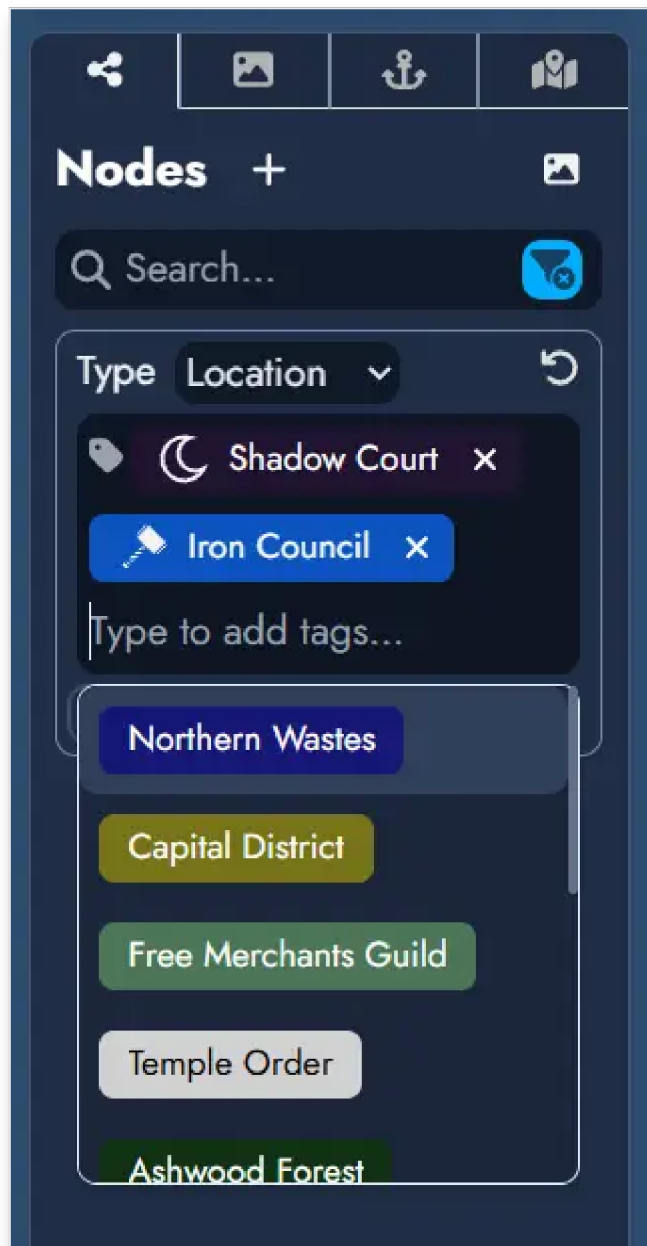 Nodes
Search...
Type Location
Shadow Court
Iron Council
Type to add tags...
Northern Wastes
Capital District
Free Merchants Guild
Temple Order
Ashwood Forest